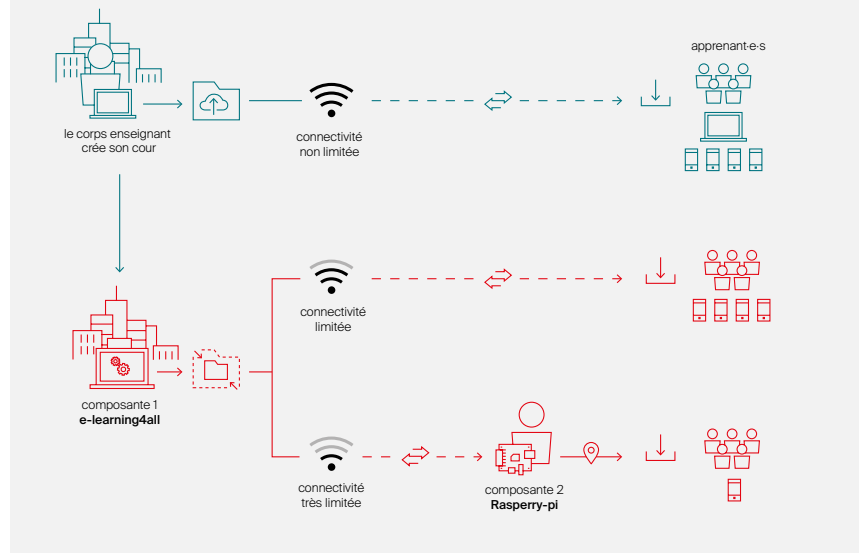 apprenant·e·s
le corps enseignant
crée son cour
connectivité
non limitée
connectivité
limitée
composante 1
e-learning4all
connectivité
très limitée
composante 2
Rasperry-pi